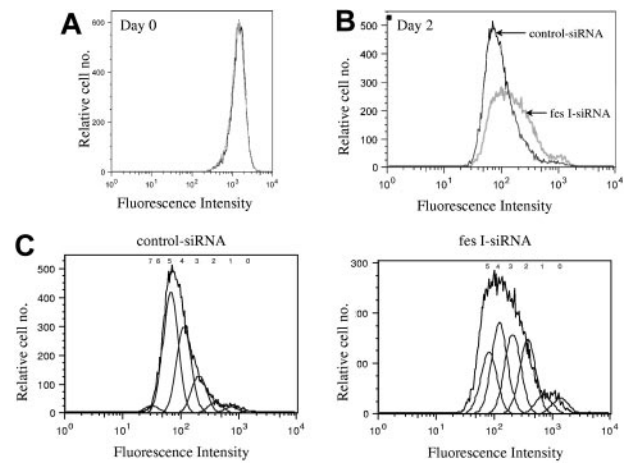 A
Day 0
600
400
200
0
10^0 10^1 10^2 10^3 10^4
Relative cell no.
Fluorescence Intensity
B
Day 2
500
400
300
200
100
0
10^0 10^1 10^2 10^3 10^4
Relative cell no.
Fluorescence Intensity
control-siRNA
fes I-siRNA
C
control-siRNA
7 6 5 4 3 2 1 0
500
400
300
200
100
0
10^0 10^1 10^2 10^3 10^4
Relative cell no.
Fluorescence Intensity
fes I-siRNA
5 4 3 2 1 0
300
00
00
0
10^0 10^1 10^2 10^3 10^4
Relative cell no.
Fluorescence Intensity